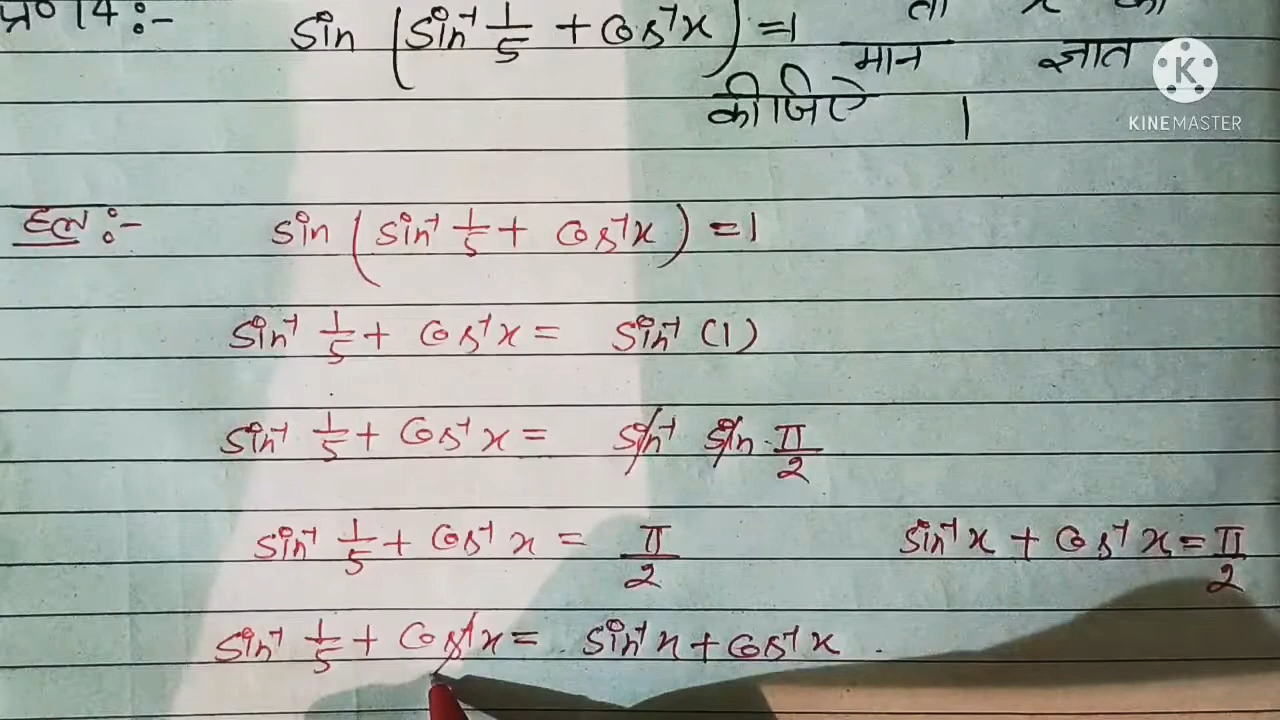 प्र० 14:- sin (sin⁻¹ 1/5 + cos⁻¹x) = 1 तो x का
मान ज्ञात
कीजिऐ |
KINEMASTER
हल:- sin (sin⁻¹ 1/5 + cos⁻¹x) = 1
sin⁻¹ 1/5 + cos⁻¹x = sin⁻¹ (1)
sin⁻¹ 1/5 + cos⁻¹x = sin⁻¹ sin · π/2
sin⁻¹ 1/5 + cos⁻¹x = π/2 sin⁻¹x + cos⁻¹x = π/2
sin⁻¹ 1/5 + cos⁻¹x = sin⁻¹x + cos⁻¹x .